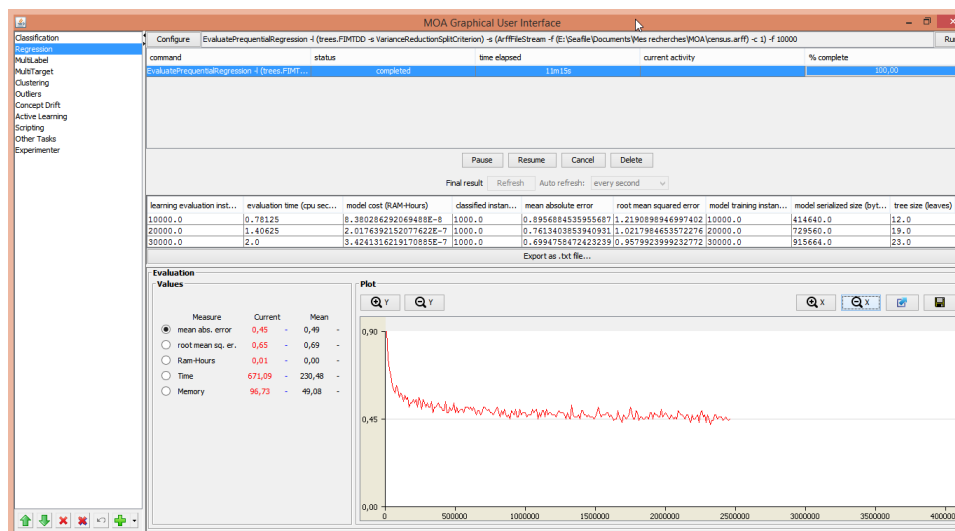 MOA Graphical User Interface
Classification
Regression
MultiLabel
MultiTarget
Clustering
Outliers
Concept Drift
Active Learning
Scripting
Other Tasks
Experimenter
Configure EvaluatePrequentialRegression -l (trees.FIMTDD -s VarianceReductionSplitCriterion) -s (ArffFileStream -f (E:\Seafile\Documents\Mes recherches\MOA\census.arff) -c 1) -f 10000 Run
command status time elapsed current activity % complete
EvaluatePrequentialRegression -l (trees.FIMT... completed 11m15s 100,00
Pause Resume Cancel Delete
Final result Refresh Auto refresh: every second
learning evaluation inst... evaluation time (cpu sec... model cost (RAM-Hours) classified instan... mean absolute error root mean squared error model training instan... model serialized size (byt... tree size (leaves)
10000.0 0.78125 8.380286292069488E-8 1000.0 0.8956884535955687 1.2190898946997402 10000.0 414640.0 12.0
20000.0 1.40625 2.0176392152077622E-7 1000.0 0.7613403853940931 1.0217984653572276 20000.0 729560.0 19.0
30000.0 2.0 3.4241316219170885E-7 1000.0 0.6994758472423239 0.9579923999232772 30000.0 915664.0 23.0
Export as .txt file...
Evaluation
Values
Measure Current Mean
mean abs. error 0,45 - 0,49 -
root mean sq. er. 0,65 - 0,69 -
Ram-Hours 0,01 - 0,00 -
Time 671,09 - 230,48 -
Memory 96,73 - 49,08 -
Plot
Y Y X X
0,90
0,45
0,00
0 500000 1000000 1500000 2000000 2500000 3000000 3500000 400000